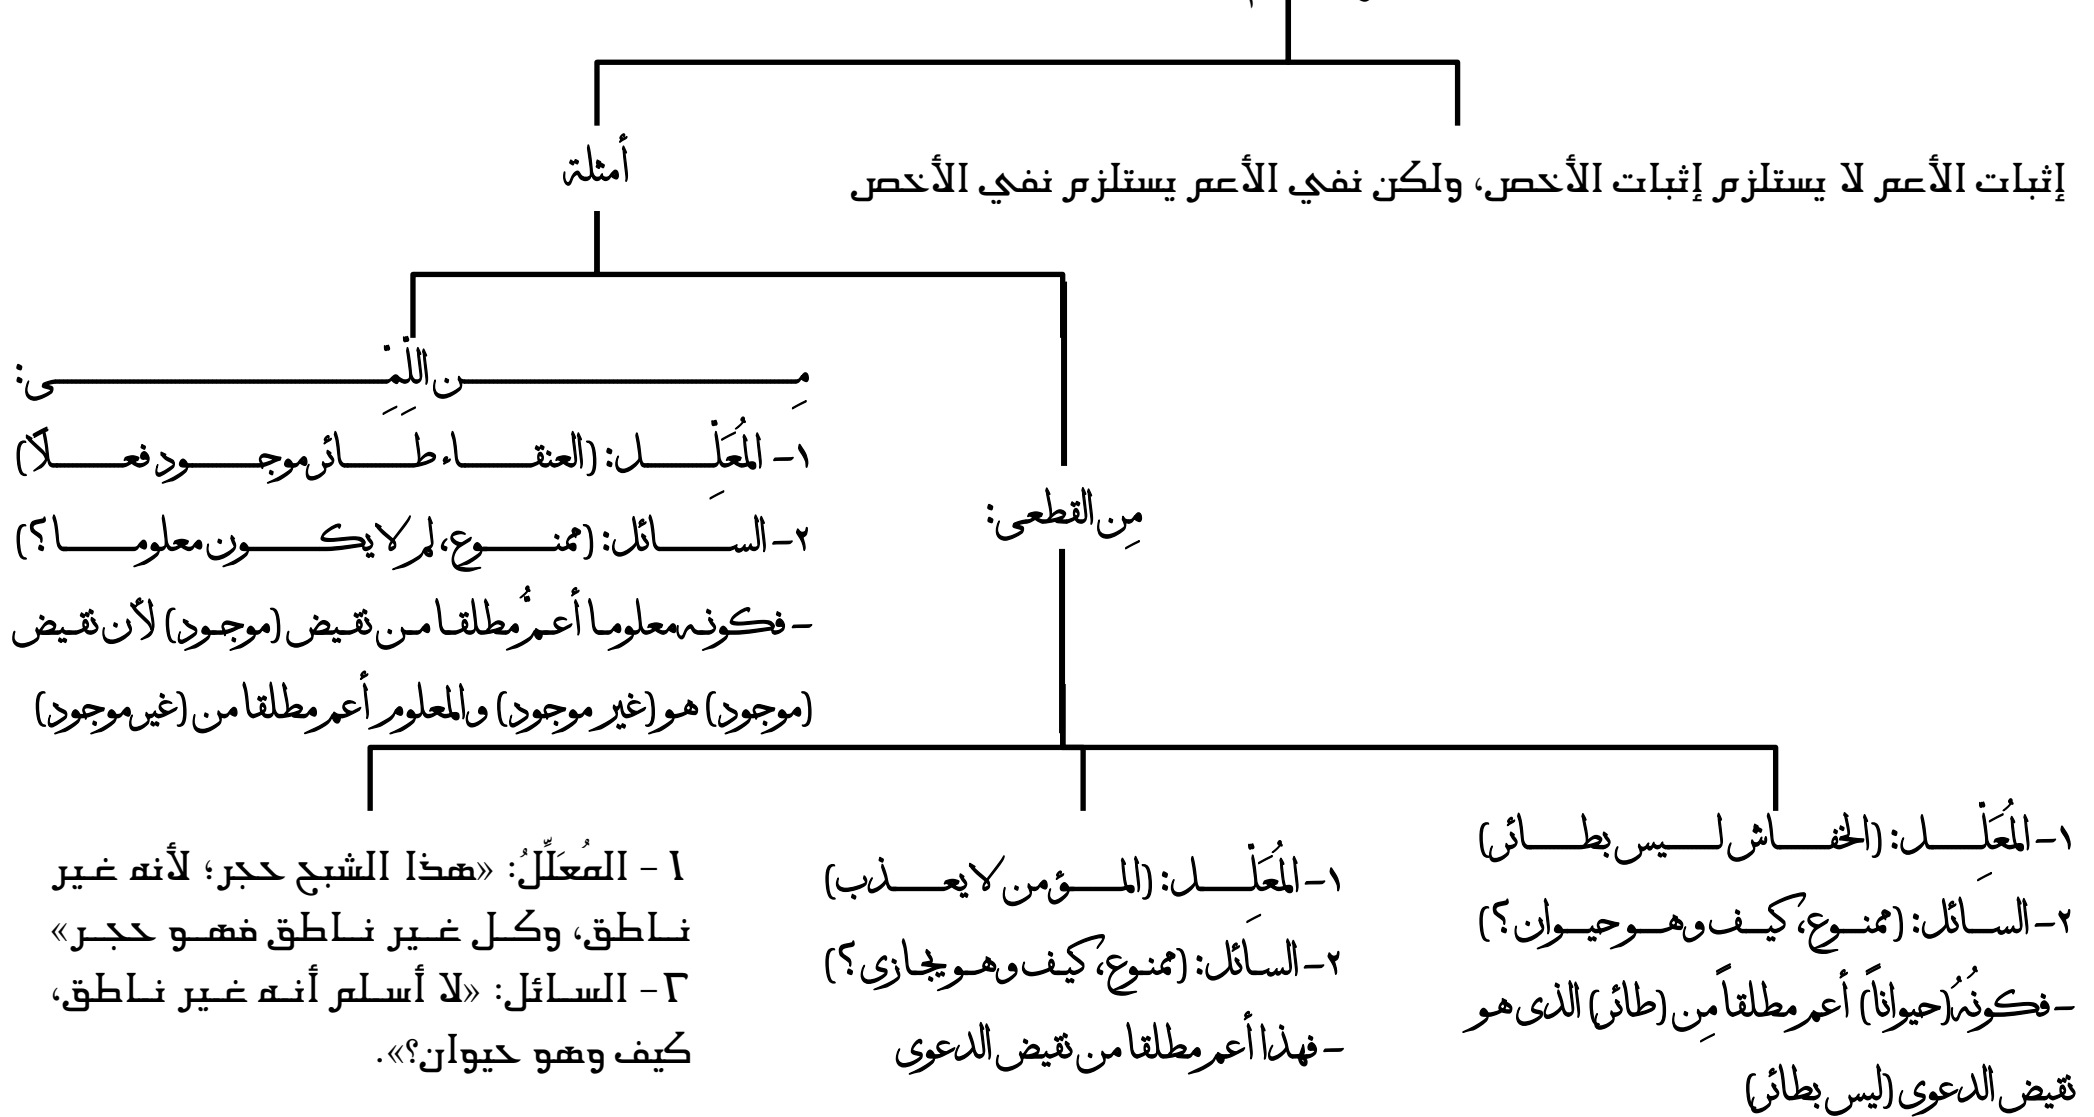 إثبات الأعم لا يستلزم إثبات الأخص، ولكن نفي الأعم يستلزم نفي الأخص
أمثلة
مِن القطعى:
١- المُعَلِّل: (الخفاش ليس بطائر)
٢- السائل: (ممنوع، كيف وهو حيوان؟)
- فكونُهُ (حيواناً) أعم مطلقاً مِن (طائر) الذى هو
نقيض الدعوى (ليس بطائر)
١- المُعَلِّل: (المؤمن لا يعذب)
٢- السائل: (ممنوع، كيف وهو يجازى؟)
- فهذا أعم مطلقا من نقيض الدعوى
١- المُعَلِّلُ: «هذا الشبح حجر؛ لأنه غير
ناطق، وكل غير ناطق فهو حجر»
٢- السائل: «لا أسلم أنه غير ناطق،
كيف وهو حيوان؟».
مِن اللِّمِّى:
١- المُعَلِّل: (العنقاء طائر موجود فعلًا)
٢- السائل: (ممنوع، لم لا يكون معلوما؟)
- فكونه معلوما أعمُّ مطلقا من نقيض (موجود) لأن نقيض
(موجود) هو (غير موجود) والمعلوم أعم مطلقا من (غير موجود)